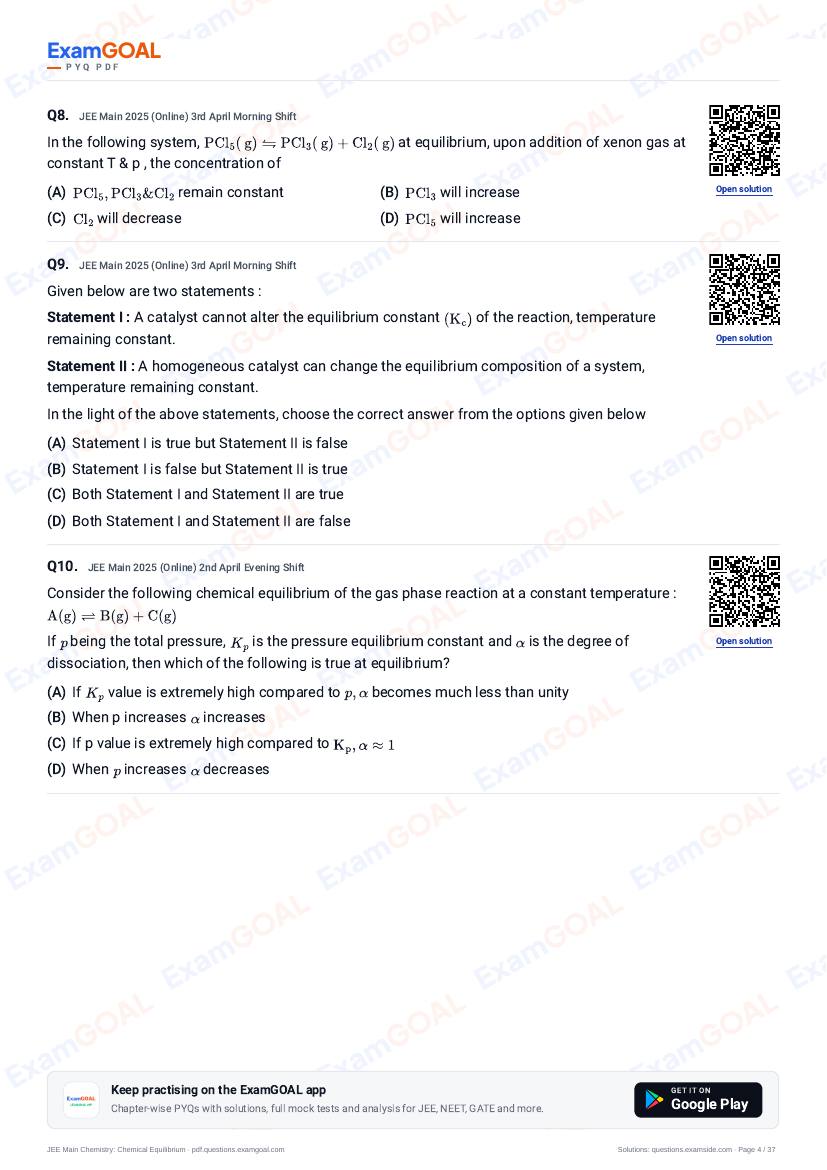 ExamGOAL
PYQ PDF
Q8. JEE Main 2025 (Online) 3rd April Morning Shift
In the following system, PCl₅( g) ⇋ PCl₃( g) + Cl₂( g) at equilibrium, upon addition of xenon gas at
constant T & p , the concentration of
(A) PCl₅, PCl₃&Cl₂ remain constant
(B) PCl₃ will increase
(C) Cl₂ will decrease
(D) PCl₅ will increase
Open solution
Q9. JEE Main 2025 (Online) 3rd April Morning Shift
Given below are two statements :
Statement I : A catalyst cannot alter the equilibrium constant (K_c) of the reaction, temperature
remaining constant.
Statement II : A homogeneous catalyst can change the equilibrium composition of a system,
temperature remaining constant.
In the light of the above statements, choose the correct answer from the options given below
(A) Statement I is true but Statement II is false
(B) Statement I is false but Statement II is true
(C) Both Statement I and Statement II are true
(D) Both Statement I and Statement II are false
Open solution
Q10. JEE Main 2025 (Online) 2nd April Evening Shift
Consider the following chemical equilibrium of the gas phase reaction at a constant temperature :
A(g) ⇌ B(g) + C(g)
If p being the total pressure, K_p is the pressure equilibrium constant and α is the degree of
dissociation, then which of the following is true at equilibrium?
(A) If K_p value is extremely high compared to p, α becomes much less than unity
(B) When p increases α increases
(C) If p value is extremely high compared to K_p, α ≈ 1
(D) When p increases α decreases
Open solution
ExamGOAL
Keep practising on the ExamGOAL app
Chapter-wise PYQs with solutions, full mock tests and analysis for JEE, NEET, GATE and more.
GET IT ON
Google Play
JEE Main Chemistry: Chemical Equilibrium · pdf.questions.examgoal.com
Solutions: questions.examside.com · Page 4 / 37